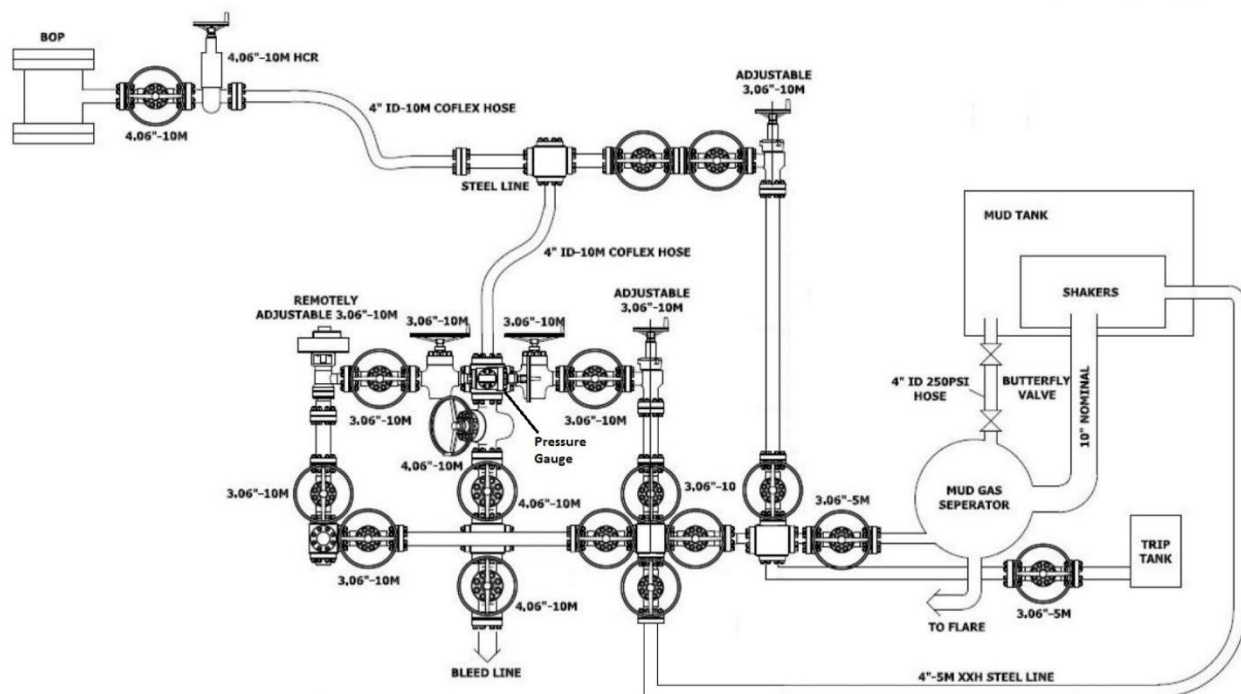 BOP
4.06"-10M HCR
4.06"-10M
4" ID-10M COFLEX HOSE
STEEL LINE
ADJUSTABLE
3,06"-10M
4" ID-10M COFLEX HOSE
MUD TANK
SHAKERS
REMOTELY
ADJUSTABLE 3.06"-10M
3,06"-10M
3.06"-10M
ADJUSTABLE
3,06"-10M
4" ID 250PSI
HOSE
BUTTERFLY
VALVE
10" NOMINAL
3.06"-10M
3.06"-10M
Pressure
Gauge
4,06"-10M
3.06"-10M
4.06"-10M
3,06"-10
3.06"-5M
MUD GAS
SEPERATOR
TRIP
TANK
3,06"-10M
4,06"-10M
3.06"-5M
TO FLARE
BLEED LINE
4"-5M XXH STEEL LINE